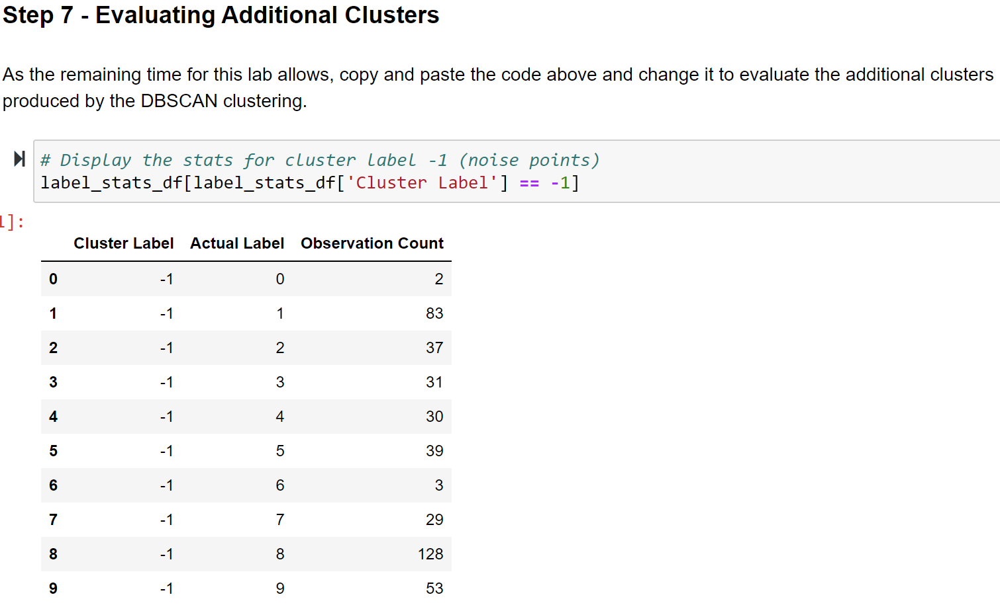 Step 7 - Evaluating Additional Clusters
As the remaining time for this lab allows, copy and paste the code above and change it to evaluate the additional clusters
produced by the DBSCAN clustering.
# Display the stats for cluster label -1 (noise points)
label_stats_df[label_stats_df['Cluster Label'] == -1]
1]:
Cluster Label Actual Label Observation Count
0 -1 0 2
1 -1 1 83
2 -1 2 37
3 -1 3 31
4 -1 4 30
5 -1 5 39
6 -1 6 3
7 -1 7 29
8 -1 8 128
9 -1 9 53